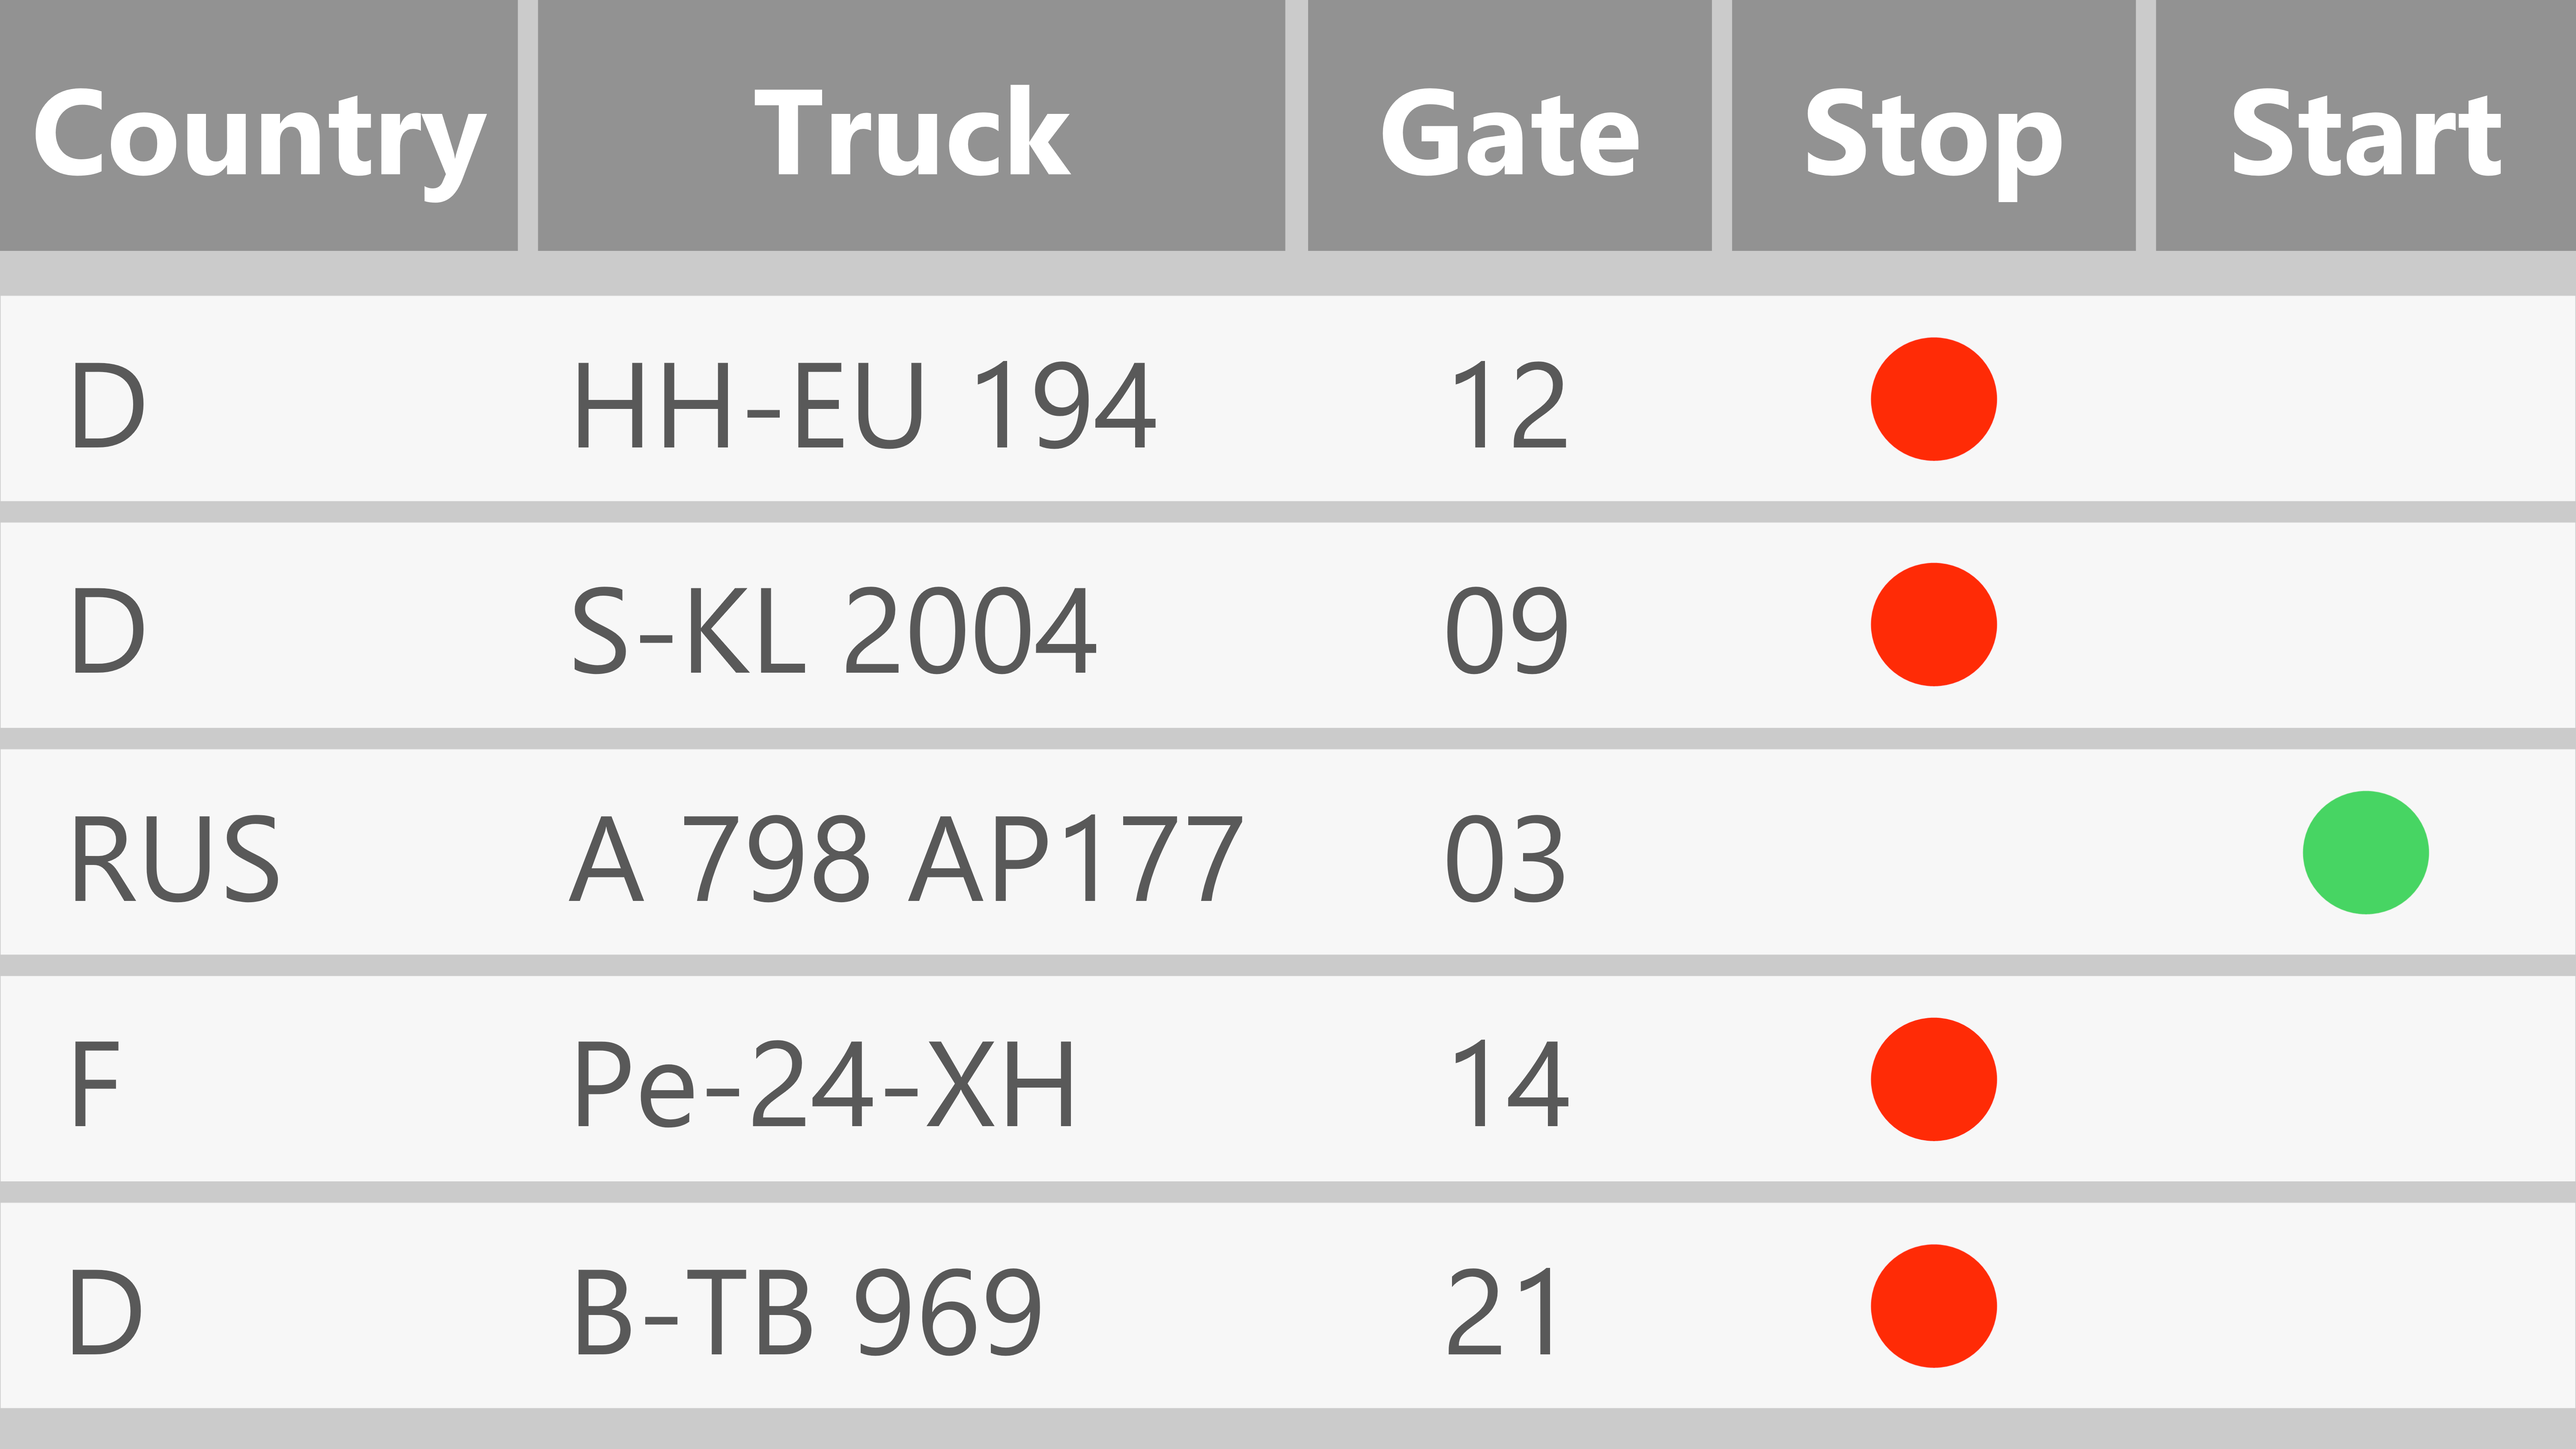 Country Truck Gate Stop Start
D HH-EU 194 12
D S-KL 2004 09
RUS A 798 AP177 03
F Pe-24-XH 14
D B-TB 969 21